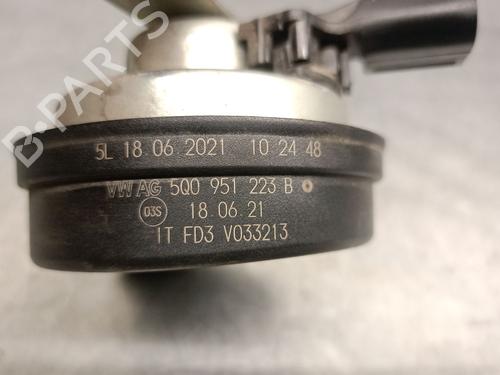 B-PARTS
5L 18 06 2021 10 24 48
VW AG 5Q0 951 223 B
03S 18.06.21
IT FD3 V033213